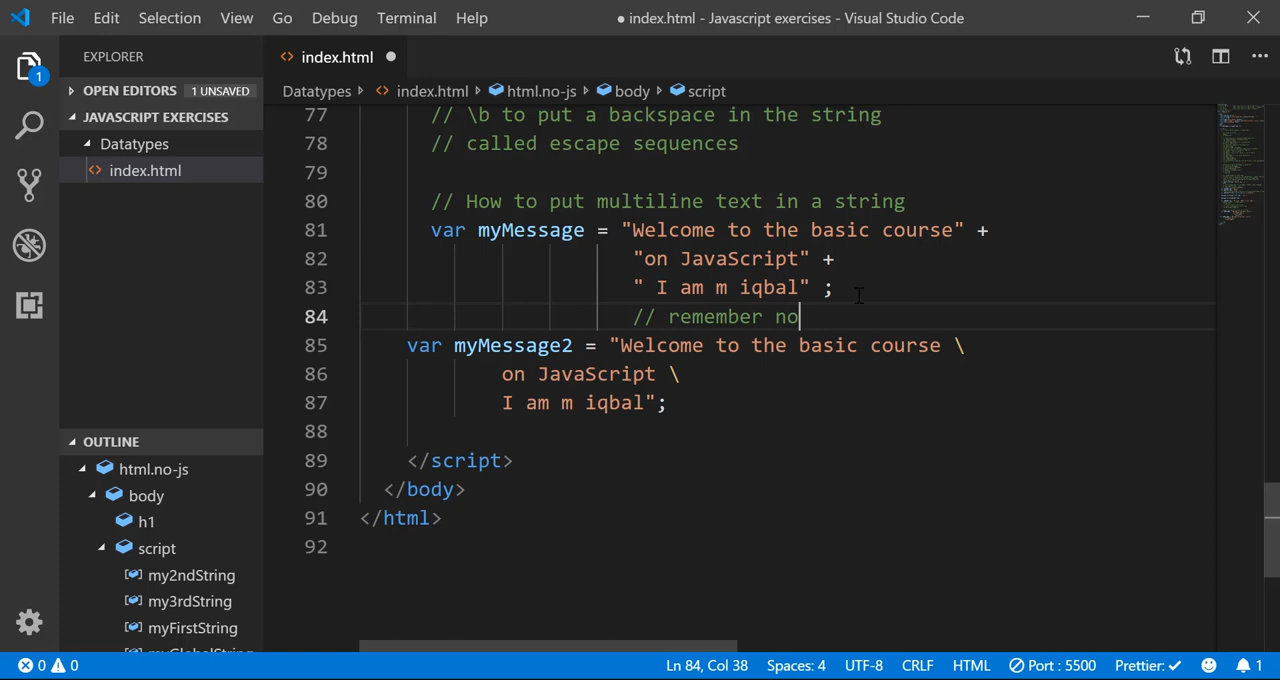 File Edit Selection View Go Debug Terminal Help ● index.html - Javascript exercises - Visual Studio Code
EXPLORER
1
OPEN EDITORS 1 UNSAVED
JAVASCRIPT EXERCISES
Datatypes
<> index.html
<> index.html ●
Datatypes <> index.html html.no-js body script
77 // \b to put a backspace in the string
78 // called escape sequences
79
80 // How to put multiline text in a string
81 var myMessage = "Welcome to the basic course" +
82 "on JavaScript" +
83 " I am m iqbal" ;
84 // remember no
85 var myMessage2 = "Welcome to the basic course \
86 on JavaScript \
87 I am m iqbal";
88
89 </script>
90 </body>
91 </html>
92
OUTLINE
html.no-js
body
h1
script
my2ndString
my3rdString
myFirstString
0 0 Ln 84, Col 38 Spaces: 4 UTF-8 CRLF HTML Port : 5500 Prettier: ✓ 1